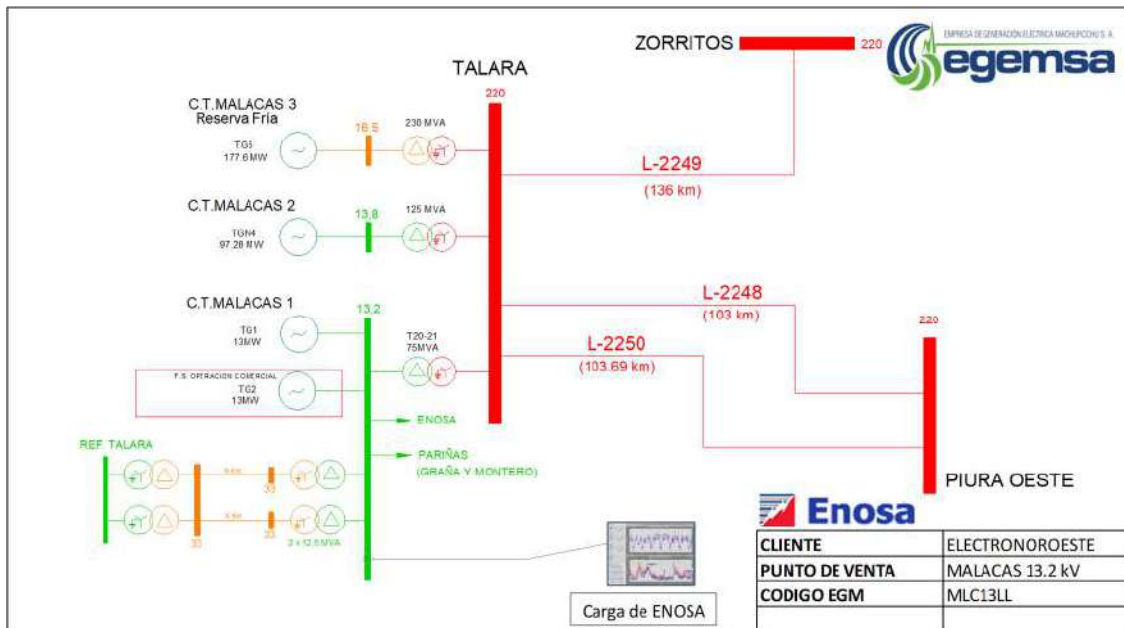 ZORRITOS
220
EMPRESA DE GENERACIÓN ELÉCTRICA MACHUPICCHU S. A.
egemsa
TALARA
220
C.T.MALACAS 3
Reserva Fría
TG5
177.6 MW
16.5
230 MVA
L-2249
(136 km)
C.T.MALACAS 2
TGN4
97.28 MW
13,8
125 MVA
C.T.MALACAS 1
TG1
13MW
13,2
T20-21
75MVA
L-2248
(103 km)
L-2250
(103.69 km)
220
F.S. OPERACIÓN COMERCIAL
TG2
13MW
ENOSA
REF TALARA
PARIÑAS
(GRAÑA Y MONTERO)
33
33
33
2 x 12.5 MVA
PIURA OESTE
Enosa
CLIENTE ELECTRONOROESTE
PUNTO DE VENTA MALACAS 13.2 kV
CODIGO EGM MLC13LL
Carga de ENOSA